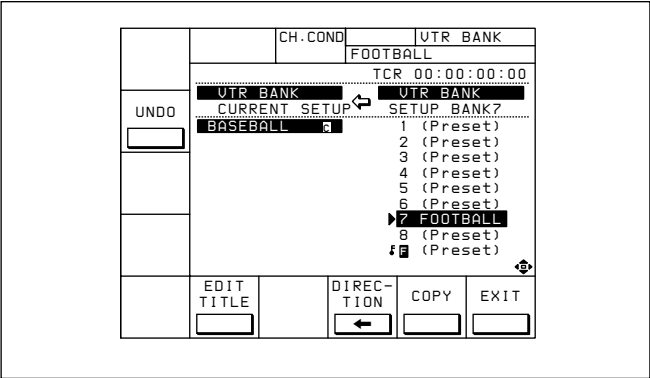 CH.COND VTR BANK
FOOTBALL
TCR 00:00:00:00
VTR BANK VTR BANK
UNDO CURRENT SETUP SETUP BANK7
BASEBALL C 1 (Preset)
2 (Preset)
3 (Preset)
4 (Preset)
5 (Preset)
6 (Preset)
7 FOOTBALL
8 (Preset)
F (Preset)
EDIT TITLE DIREC-TION COPY EXIT